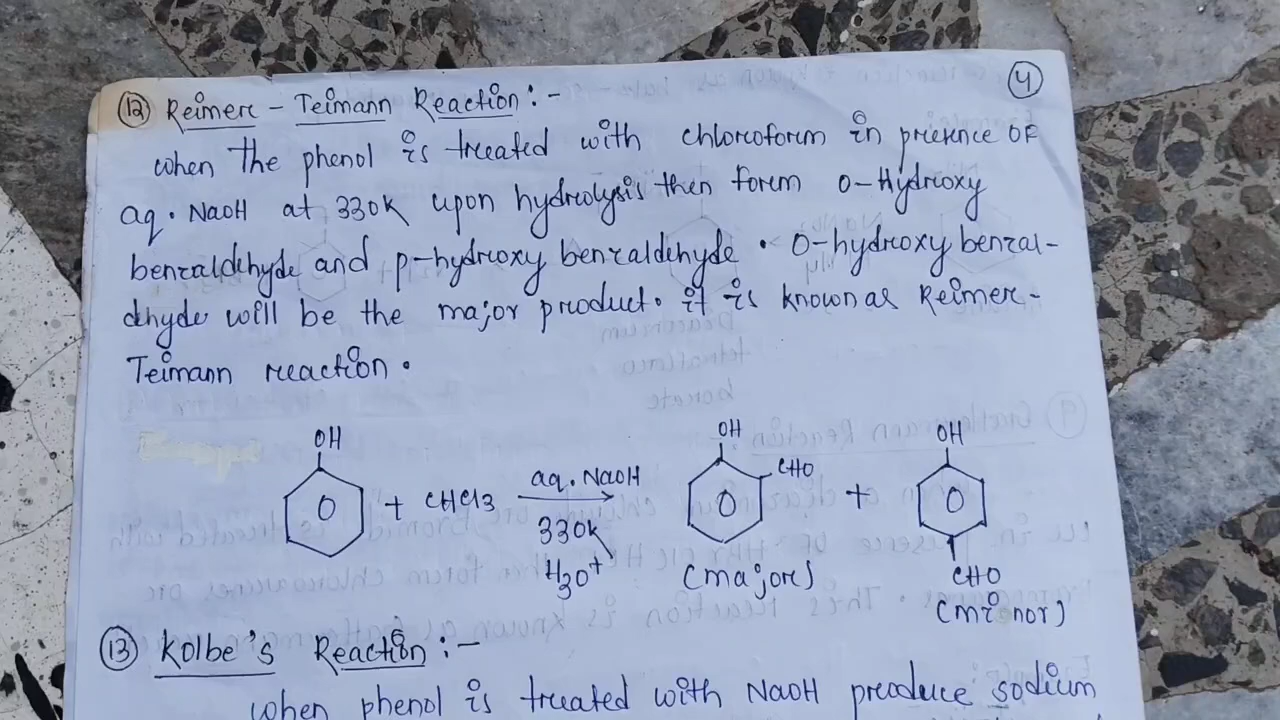 4
12 Reimer - Teimann Reaction :-
when the phenol is treated with chloroform in presence OF
aq. NaOH at 330K upon hydrolysis then form o-Hydroxy
benzaldehyde and p-hydroxy benzaldehyde. O-hydroxy benzal-
dehyde will be the major product. it is known as Reimer-
Teimann reaction.
OH OH OH
CHO
+ CHCl3 aq. NaOH +
330K
H3O+ (major) CHO
(minor)
13 Kolbe's Reaction :-
when phenol is treated with NaOH produce sodium